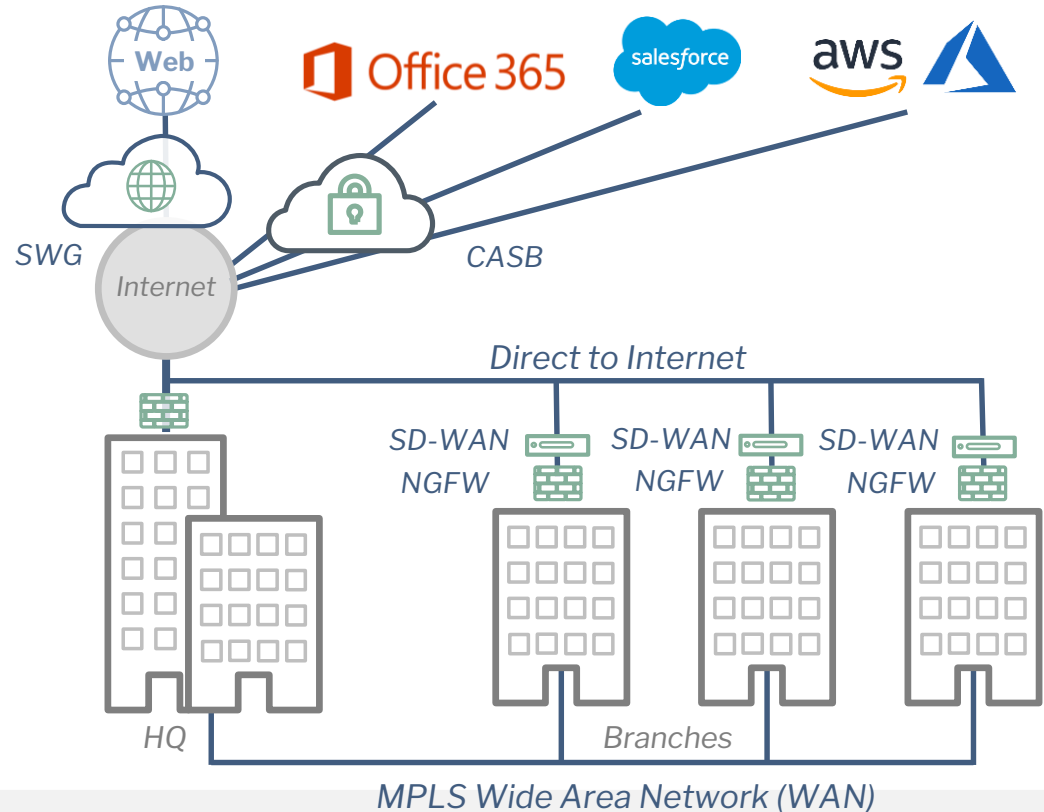 Web
Office 365
salesforce
aws
SWG
CASB
Internet
Direct to Internet
SD-WAN
NGFW
SD-WAN
NGFW
SD-WAN
NGFW
HQ
Branches
MPLS Wide Area Network (WAN)